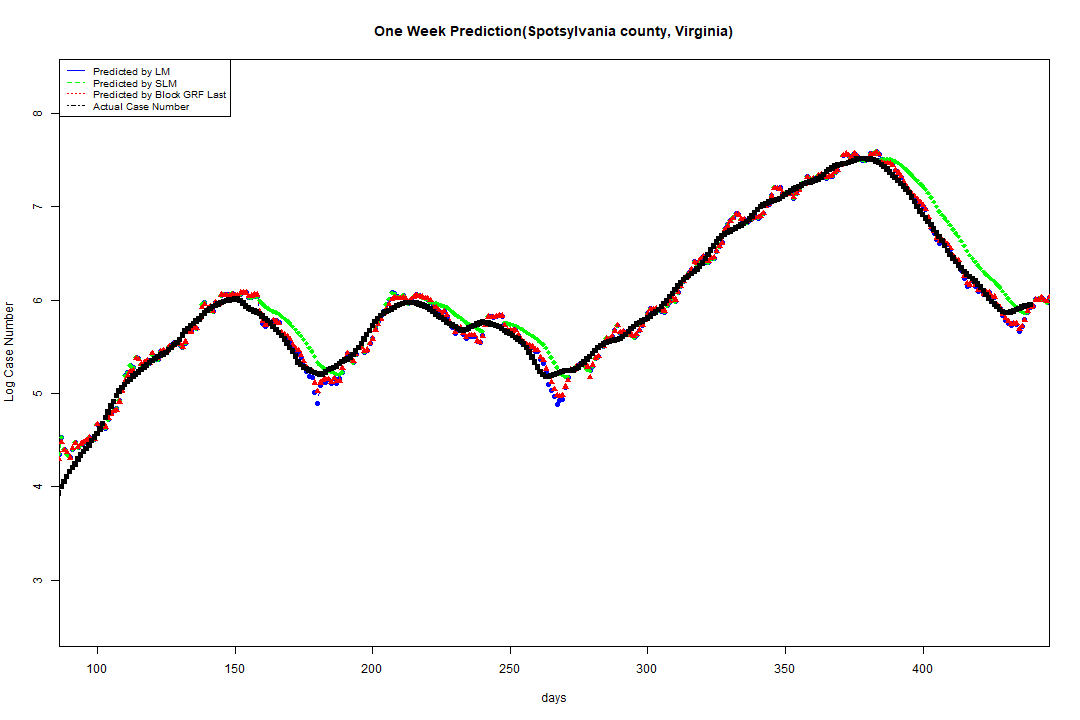 One Week Prediction(Spotsylvania county, Virginia)
Predicted by LM
Predicted by SLM
Predicted by Block GRF Last
Actual Case Number
8
7
6
5
4
3
Log Case Number
100 150 200 250 300 350 400
days